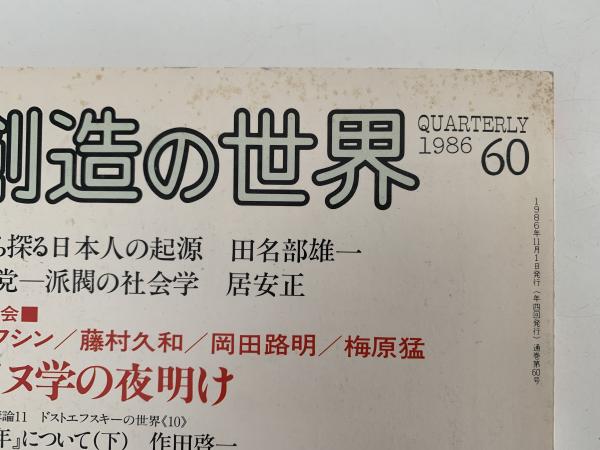 創造の世界
QUARTERLY
1986 60
1986年11月1日発行(年四回発行)通巻第60号
ら探る日本人の起源 田名部雄一
党—派閥の社会学 居安正
会■
フシン/藤村久和/岡田路明/梅原猛
ヌ学の夜明け
論11 ドストエフスキーの世界《10》
年』について(下) 作田啓一